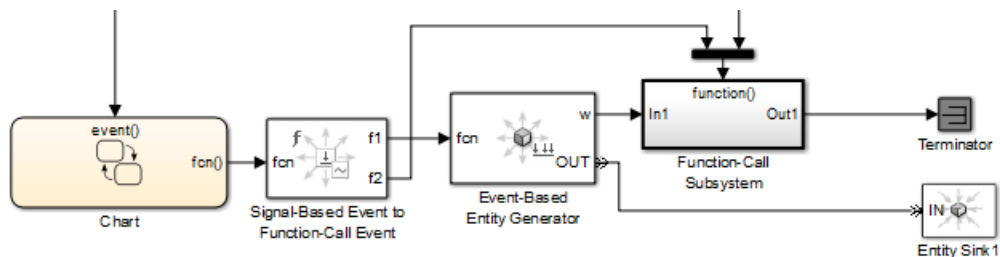 event()
fcn()
Chart
fcn
f1
f2
Signal-Based Event to
Function-Call Event
fcn
w
OUT
Event-Based
Entity Generator
function()
In1
Out1
Function-Call
Subsystem
Terminator
IN
Entity Sink1